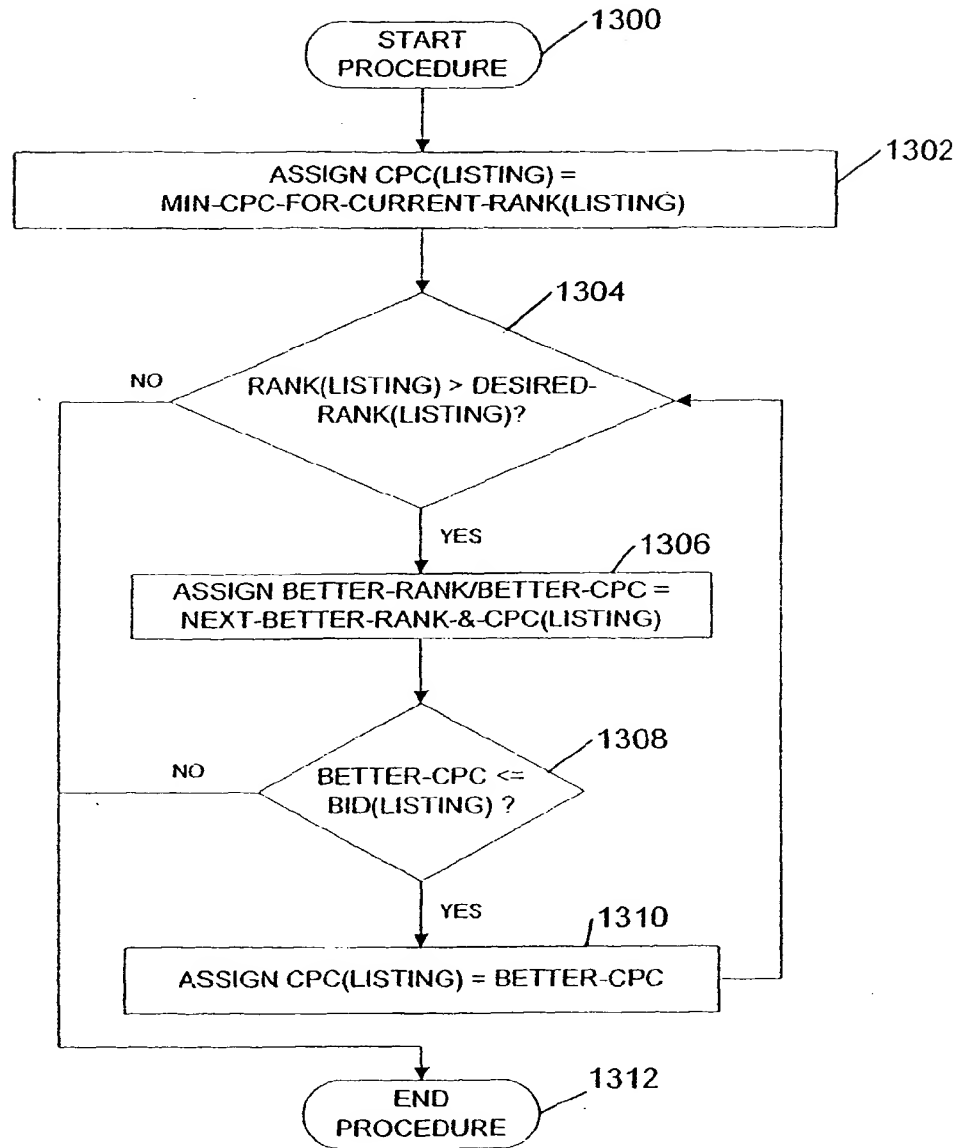 1300
START
PROCEDURE
1302
ASSIGN CPC(LISTING) =
MIN-CPC-FOR-CURRENT-RANK(LISTING)
1304
NO
RANK(LISTING) > DESIRED-
RANK(LISTING)?
YES
1306
ASSIGN BETTER-RANK/BETTER-CPC =
NEXT-BETTER-RANK-&-CPC(LISTING)
1308
NO
BETTER-CPC <=
BID(LISTING) ?
YES
1310
ASSIGN CPC(LISTING) = BETTER-CPC
1312
END
PROCEDURE